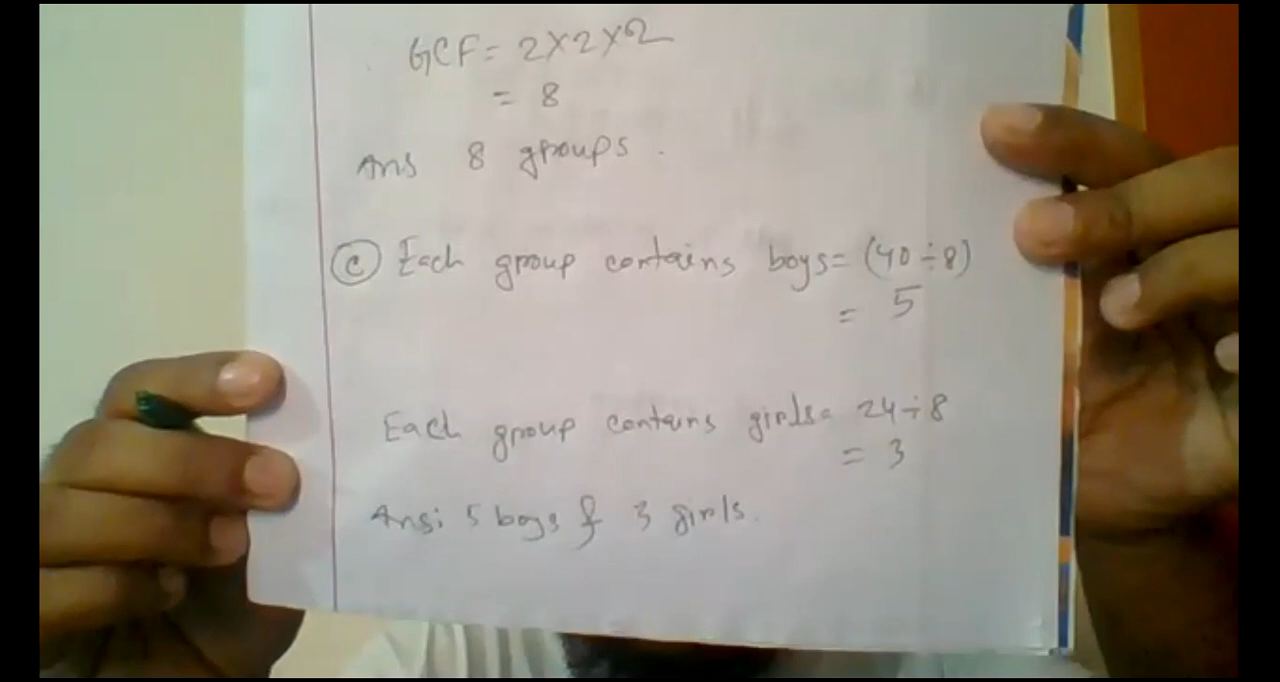 GCF = 2×2×2
= 8
Ans 8 groups.
(c) Each group contains boys = (40÷8)
= 5
Each group contains girls = 24÷8
= 3
Ans: 5 boys & 3 girls.